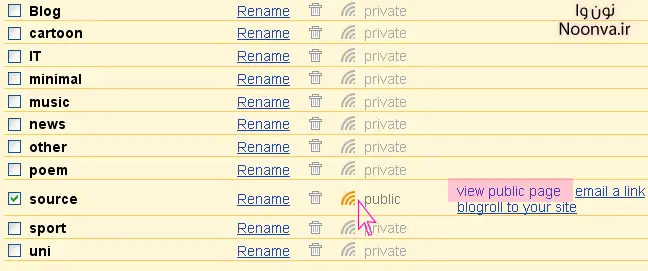 نون وا
Noonva.ir
Blog Rename private
cartoon Rename private
IT Rename private
minimal Rename private
music Rename private
news Rename private
other Rename private
poem Rename private
source Rename public view public page email a link
blogroll to your site
sport Rename private
uni Rename private